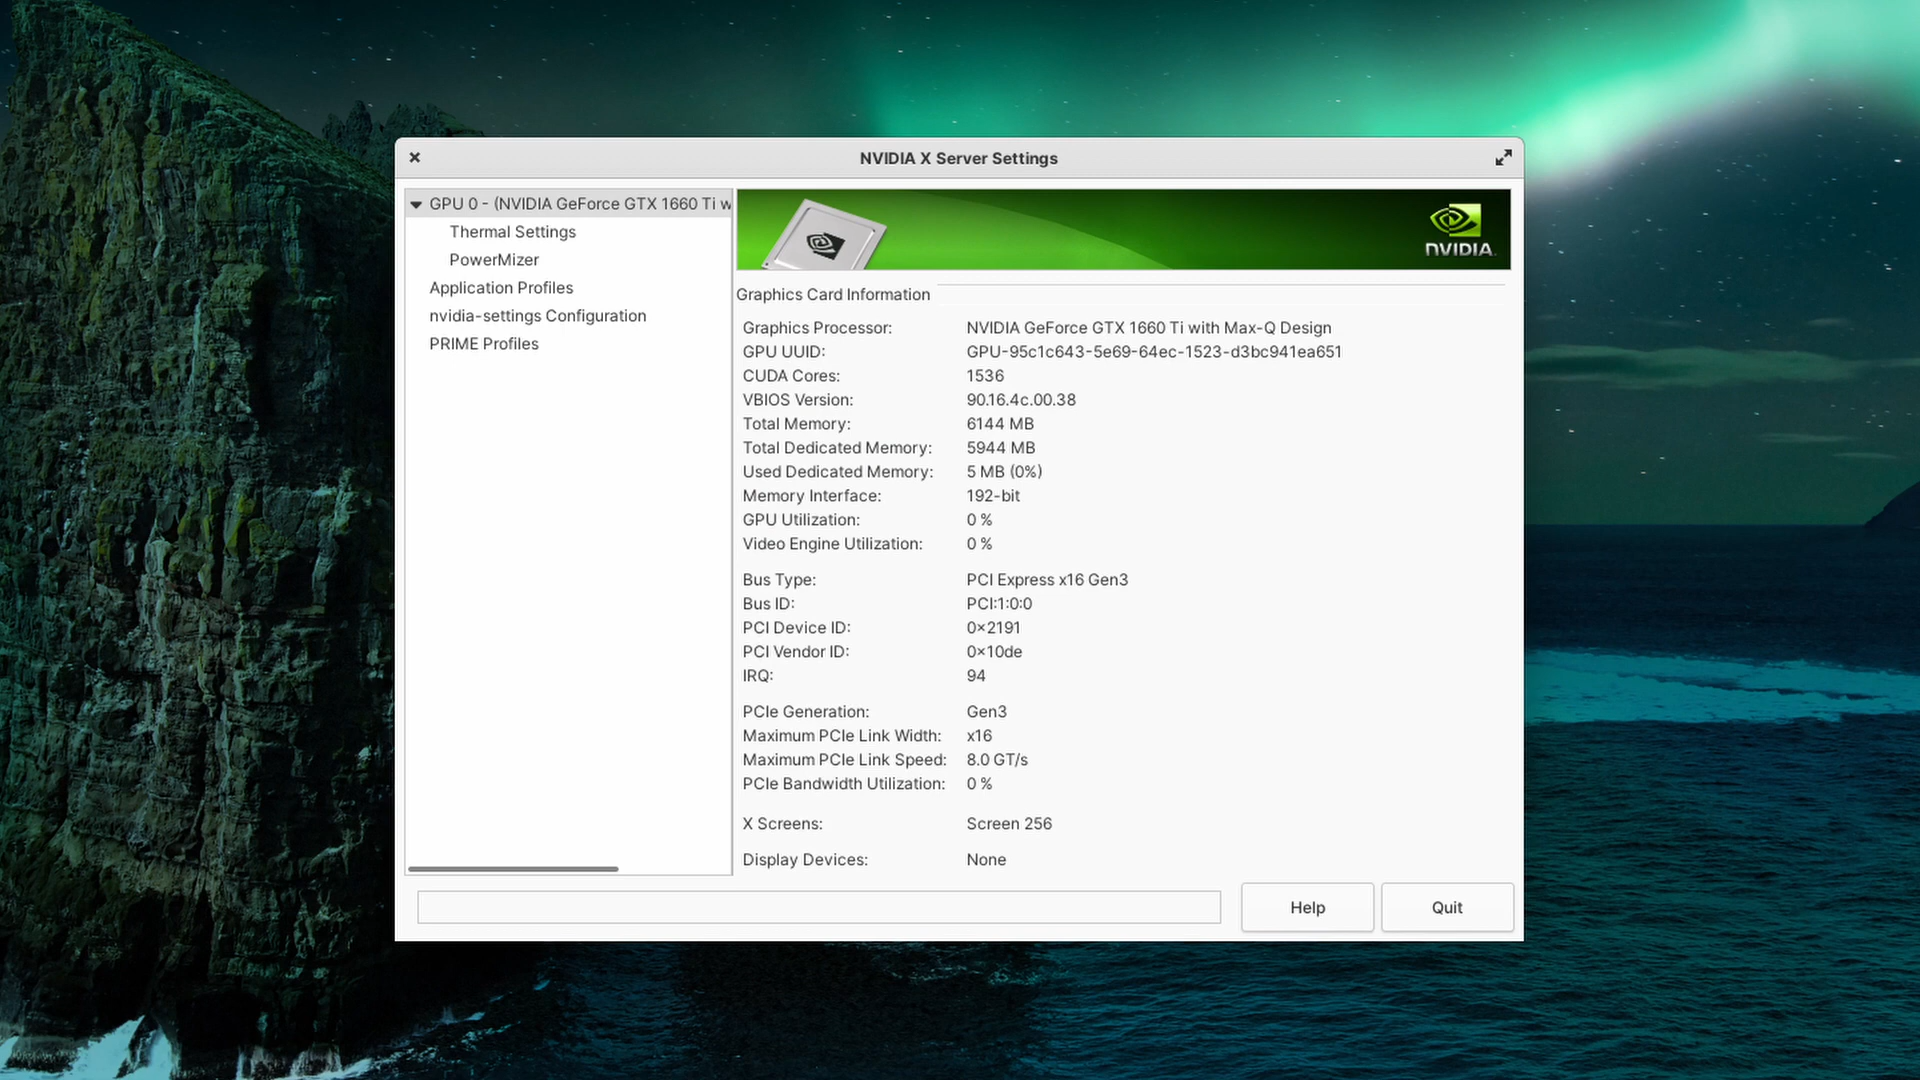 NVIDIA X Server Settings
GPU 0 - (NVIDIA GeForce GTX 1660 Ti w
Thermal Settings
PowerMizer
Application Profiles
nvidia-settings Configuration
PRIME Profiles
NVIDIA.
Graphics Card Information
Graphics Processor: NVIDIA GeForce GTX 1660 Ti with Max-Q Design
GPU UUID: GPU-95c1c643-5e69-64ec-1523-d3bc941ea651
CUDA Cores: 1536
VBIOS Version: 90.16.4c.00.38
Total Memory: 6144 MB
Total Dedicated Memory: 5944 MB
Used Dedicated Memory: 5 MB (0%)
Memory Interface: 192-bit
GPU Utilization: 0 %
Video Engine Utilization: 0 %
Bus Type: PCI Express x16 Gen3
Bus ID: PCI:1:0:0
PCI Device ID: 0×2191
PCI Vendor ID: 0×10de
IRQ: 94
PCIe Generation: Gen3
Maximum PCIe Link Width: x16
Maximum PCIe Link Speed: 8.0 GT/s
PCIe Bandwidth Utilization: 0 %
X Screens: Screen 256
Display Devices: None
Help
Quit